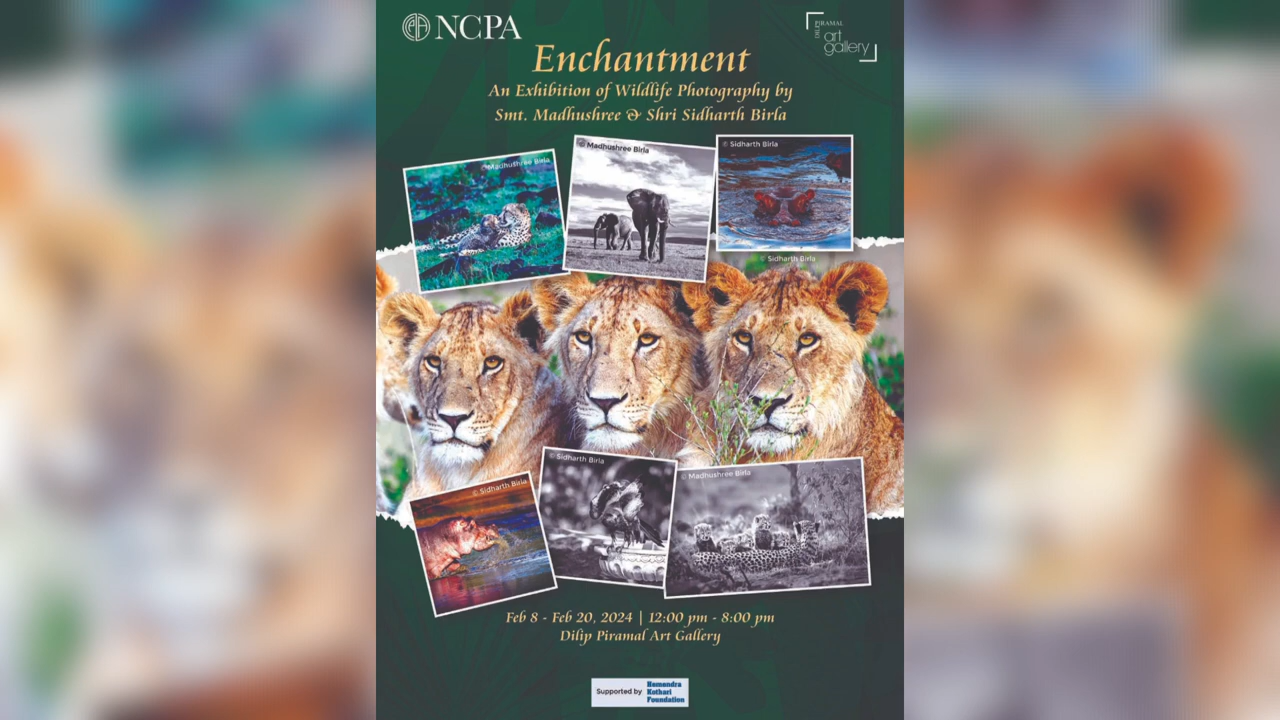 NCPA
DILIP PIRAMAL
art
gallery
Enchantment
An Exhibition of Wildlife Photography by
Smt. Madhushree & Shri Sidharth Birla
© Madhushree Birla
© Madhushree Birla
© Sidharth Birla
© Sidharth Birla
© Sidharth Birla
© Sidharth Birla
© Madhushree Birla
Feb 8 - Feb 20, 2024 | 12:00 pm - 8:00 pm
Dilip Piramal Art Gallery
Supported by
Hemendra
Kothari
Foundation